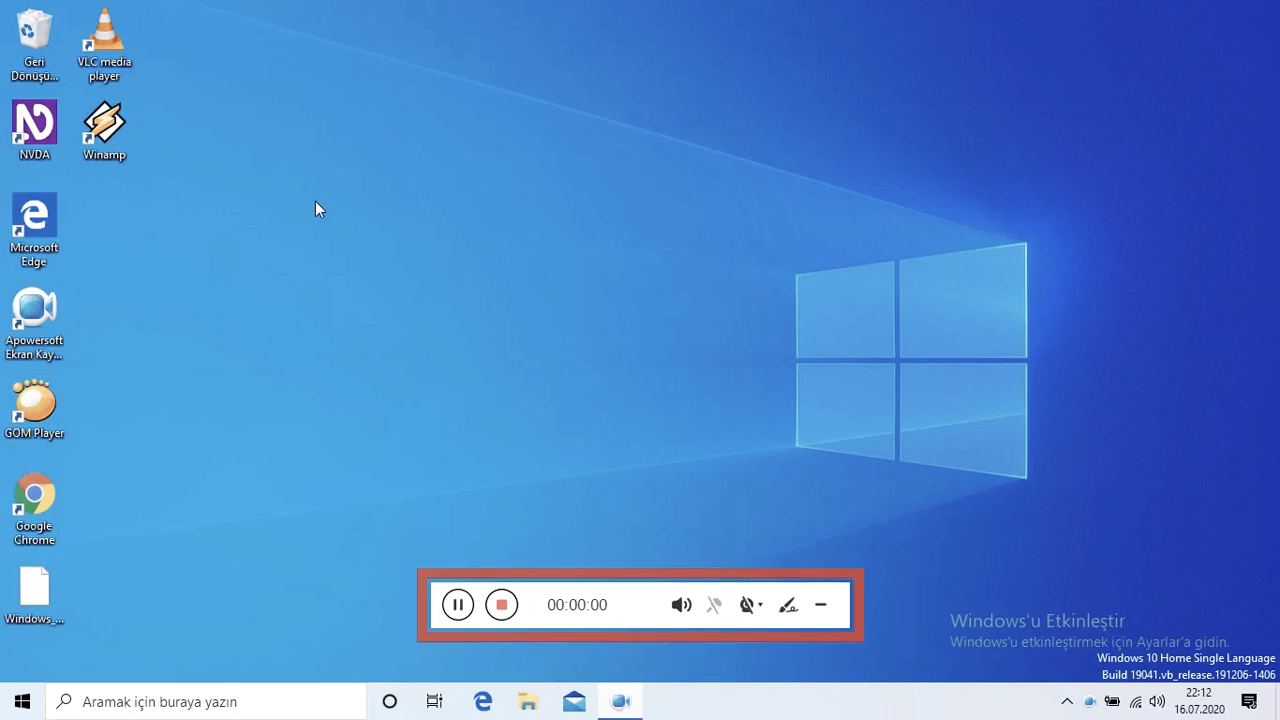 Geri
Dönüşü...
VLC media
player
NVDA
Winamp
Microsoft
Edge
Apowersoft
Ekran Kay...
GOM Player
Google
Chrome
Windows_...
00:00:00
Windows'u Etkinleştir
Windows'u etkinleştirmek için Ayarlar'a gidin.
Windows 10 Home Single Language
Build 19041.vb_release.191206-1406
Aramak için buraya yazın
22:12
16.07.2020